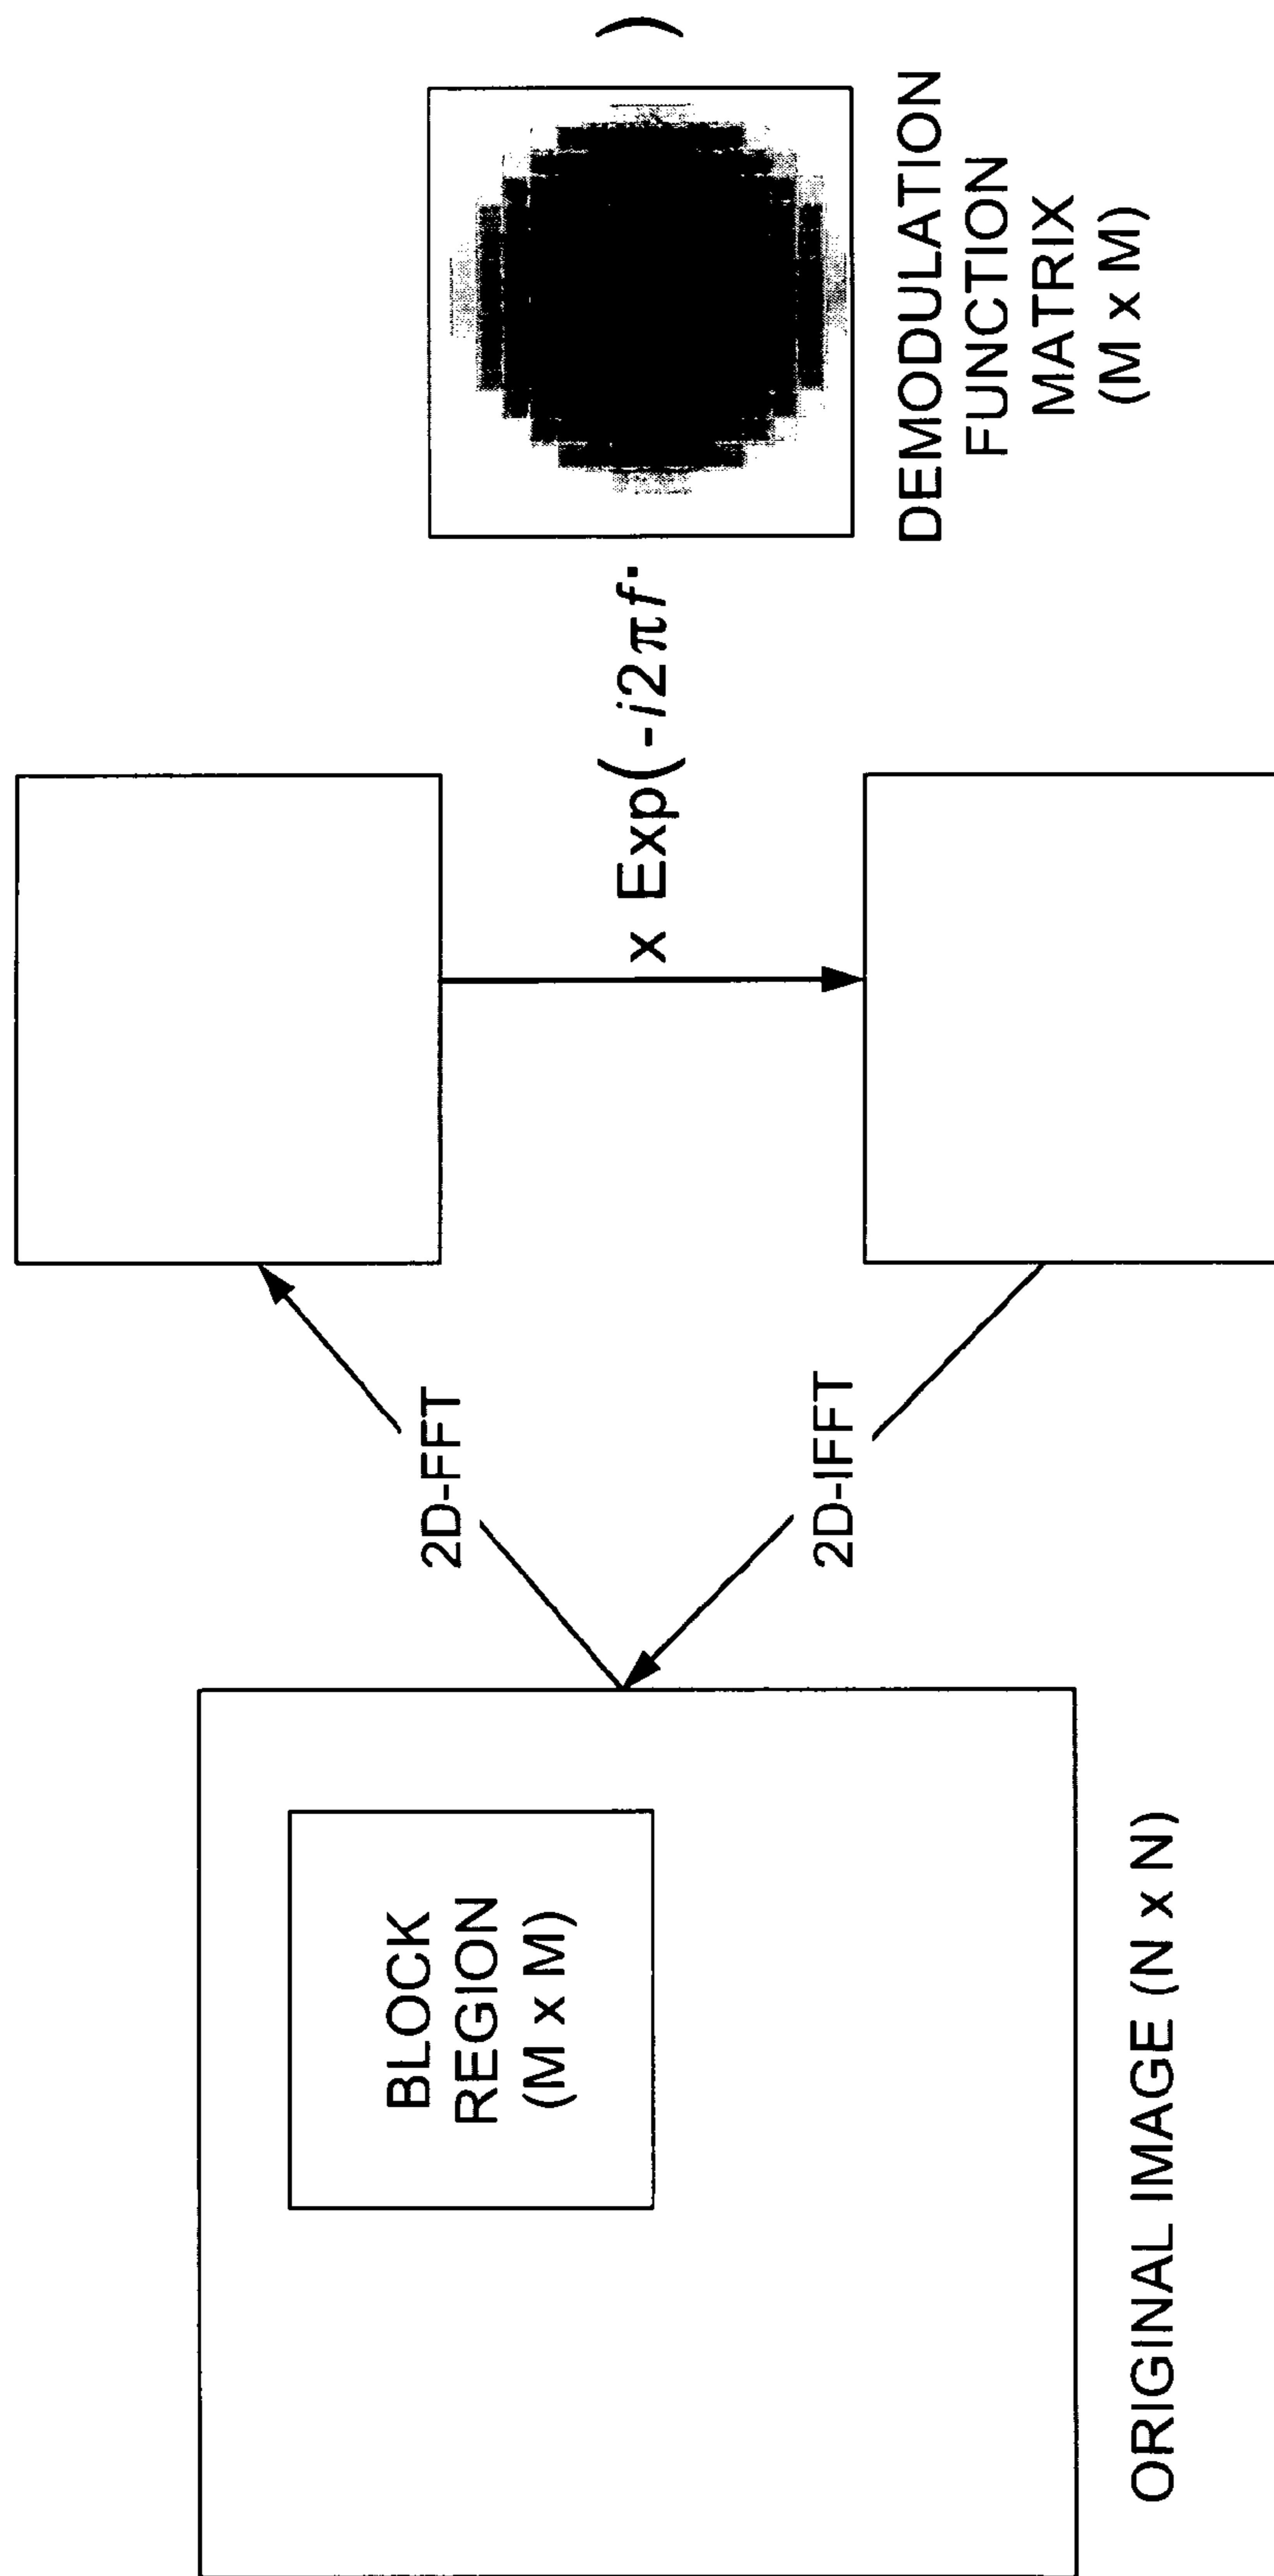 BLOCK
REGION
(M x M)
ORIGINAL IMAGE (N x N)
2D-FFT
2D-IFFT
x Exp(-i2πf· )
DEMODULATION
FUNCTION
MATRIX
(M x M)